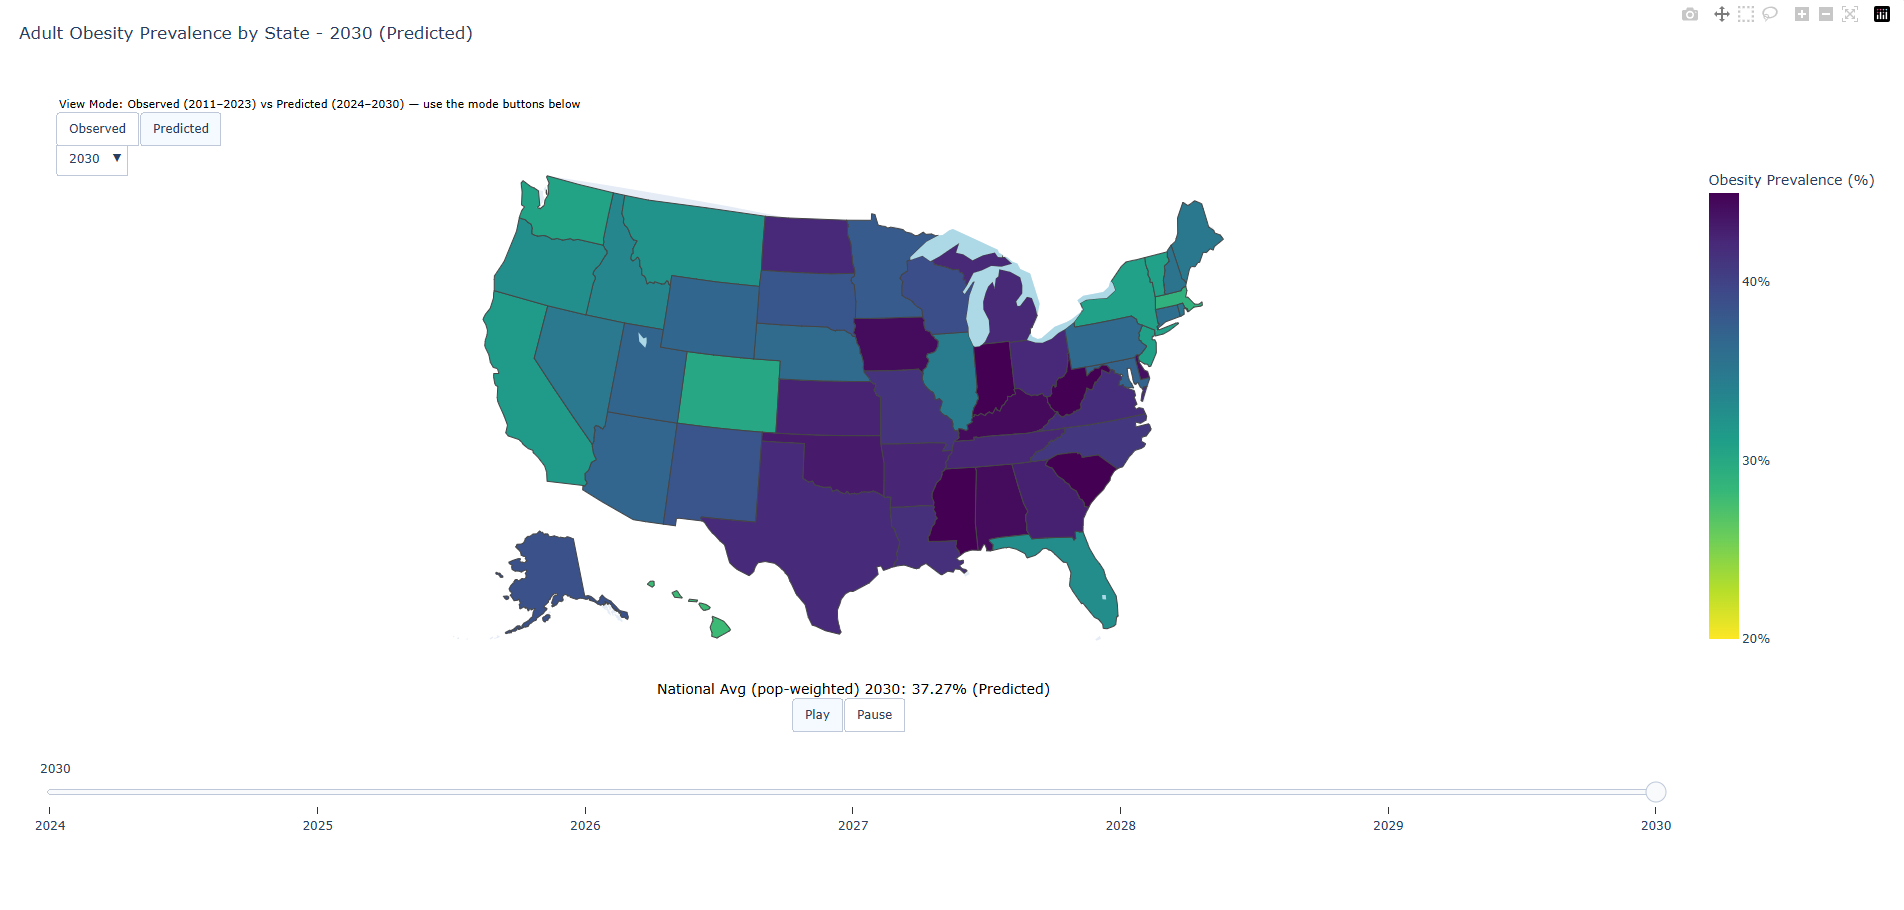 Adult Obesity Prevalence by State - 2030 (Predicted)
View Mode: Observed (2011–2023) vs Predicted (2024–2030) — use the mode buttons below
Observed
Predicted
2030 ▼
Obesity Prevalence (%)
40%
30%
20%
National Avg (pop-weighted) 2030: 37.27% (Predicted)
Play
Pause
2030
2024
2025
2026
2027
2028
2029
2030